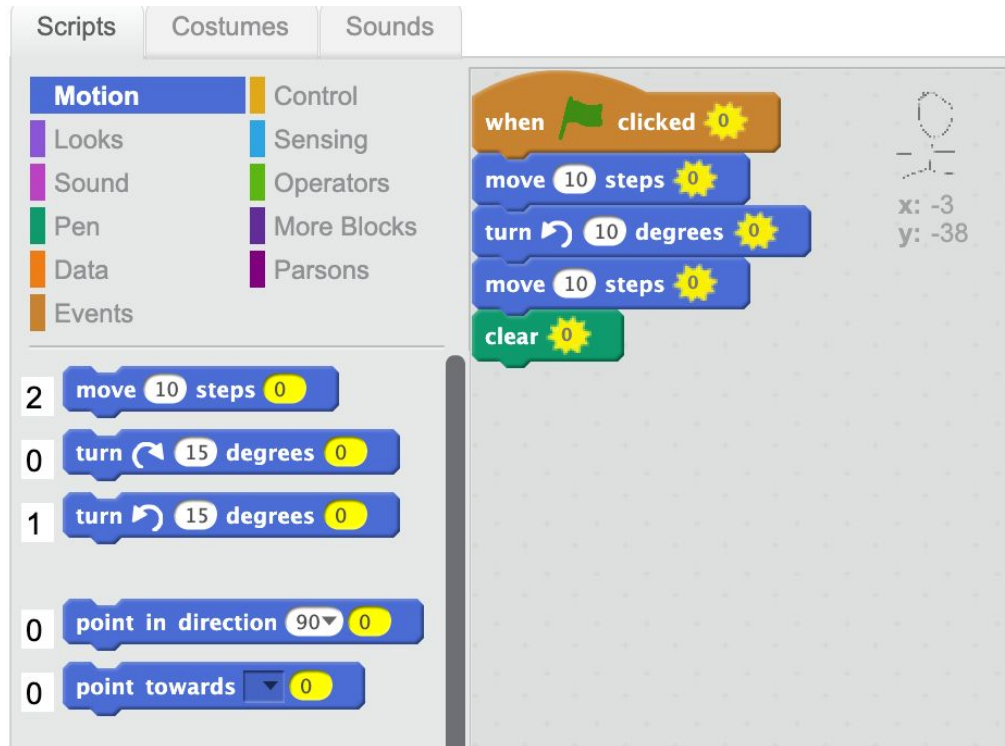 Scripts Costumes Sounds
Motion Control
Looks Sensing
Sound Operators
Pen More Blocks
Data Parsons
Events
2 move 10 steps 0
0 turn 15 degrees 0
1 turn 15 degrees 0
0 point in direction 90 0
0 point towards 0
when clicked 0
move 10 steps 0
turn 10 degrees 0
move 10 steps 0
clear 0
x: -3
y: -38